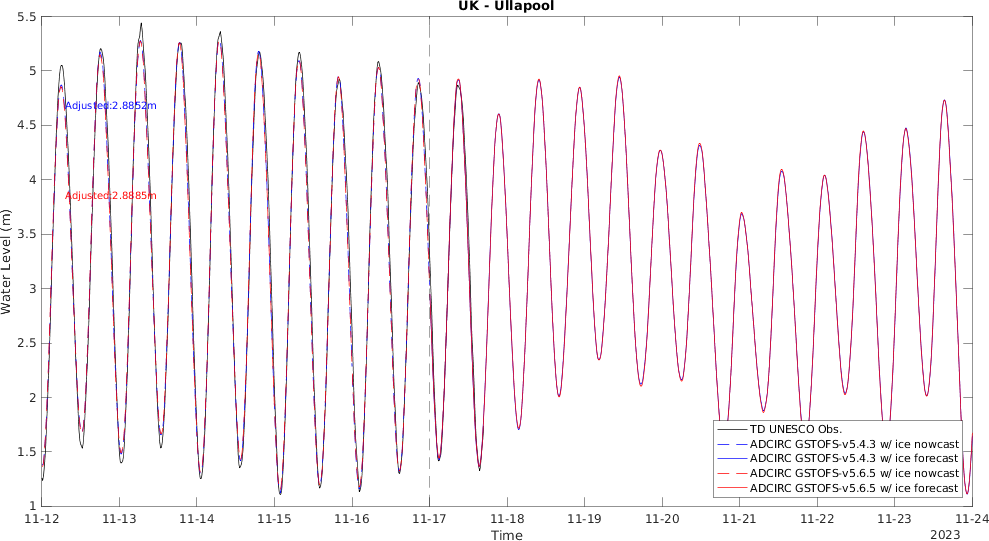 UK - Ullapool
5.5
5
4.5
4
3.5
3
2.5
2
1.5
1
Water Level (m)
Adjusted:2.8852m
Adjusted:2.8885m
TD UNESCO Obs.
ADCIRC GSTOFS-v5.4.3 w/ ice nowcast
ADCIRC GSTOFS-v5.4.3 w/ ice forecast
ADCIRC GSTOFS-v5.6.5 w/ ice nowcast
ADCIRC GSTOFS-v5.6.5 w/ ice forecast
11-12 11-13 11-14 11-15 11-16 11-17 11-18 11-19 11-20 11-21 11-22 11-23 11-24
Time
2023